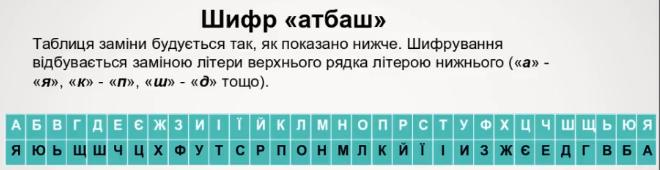 Шифр «атбаш»
Таблиця заміни будується так, як показано нижче. Шифрування
відбувається заміною літери верхнього рядка літерою нижнього («а» -
«я», «к» - «п», «ш» - «д» тощо).
А Б В Г Д Е Є Ж З И І Ї Й К Л М Н О П Р С Т У Ф Х Ц Ч Ш Щ Ь Ю Я
Я Ю Ь Щ Ш Ч Ц Х Ф У Т С Р П О Н М Л К Й Ї І И З Ж Є Е Д Г В Б А